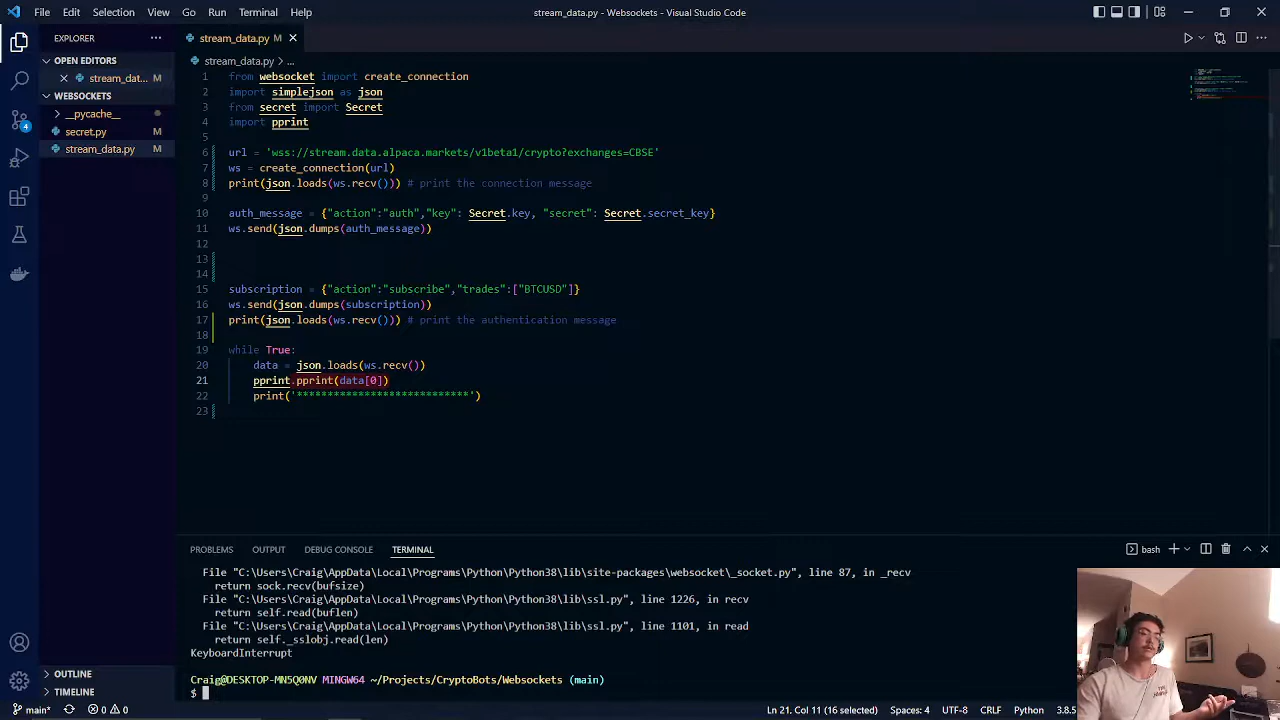 File Edit Selection View Go Run Terminal Help
stream_data.py - Websockets - Visual Studio Code
EXPLORER
OPEN EDITORS
stream_dat... M
WEBSOCKETS
__pycache__
secret.py M
stream_data.py M
OUTLINE
TIMELINE
4
stream_data.py M
stream_data.py > ...
1 from websocket import create_connection
2 import simplejson as json
3 from secret import Secret
4 import pprint
5
6 url = 'wss://stream.data.alpaca.markets/v1beta1/crypto?exchanges=CBSE'
7 ws = create_connection(url)
8 print(json.loads(ws.recv())) # print the connection message
9
10 auth_message = {"action":"auth","key": Secret.key, "secret": Secret.secret_key}
11 ws.send(json.dumps(auth_message))
12
13
14
15 subscription = {"action":"subscribe","trades":["BTCUSD"]}
16 ws.send(json.dumps(subscription))
17 print(json.loads(ws.recv())) # print the authentication message
18
19 while True:
20 data = json.loads(ws.recv())
21 pprint.pprint(data[0])
22 print('****************************')
23
PROBLEMS OUTPUT DEBUG CONSOLE TERMINAL
bash
File "C:\Users\Craig\AppData\Local\Programs\Python\Python38\lib\site-packages\websocket\_socket.py", line 87, in _recv
return sock.recv(bufsize)
File "C:\Users\Craig\AppData\Local\Programs\Python\Python38\lib\ssl.py", line 1226, in recv
return self.read(buflen)
File "C:\Users\Craig\AppData\Local\Programs\Python\Python38\lib\ssl.py", line 1101, in read
return self._sslobj.read(len)
KeyboardInterrupt
Craig@DESKTOP-MN5Q0NV MINGW64 ~/Projects/CryptoBots/Websockets (main)
$
main* 0 0 Ln 21, Col 11 (16 selected) Spaces: 4 UTF-8 CRLF Python 3.8.5